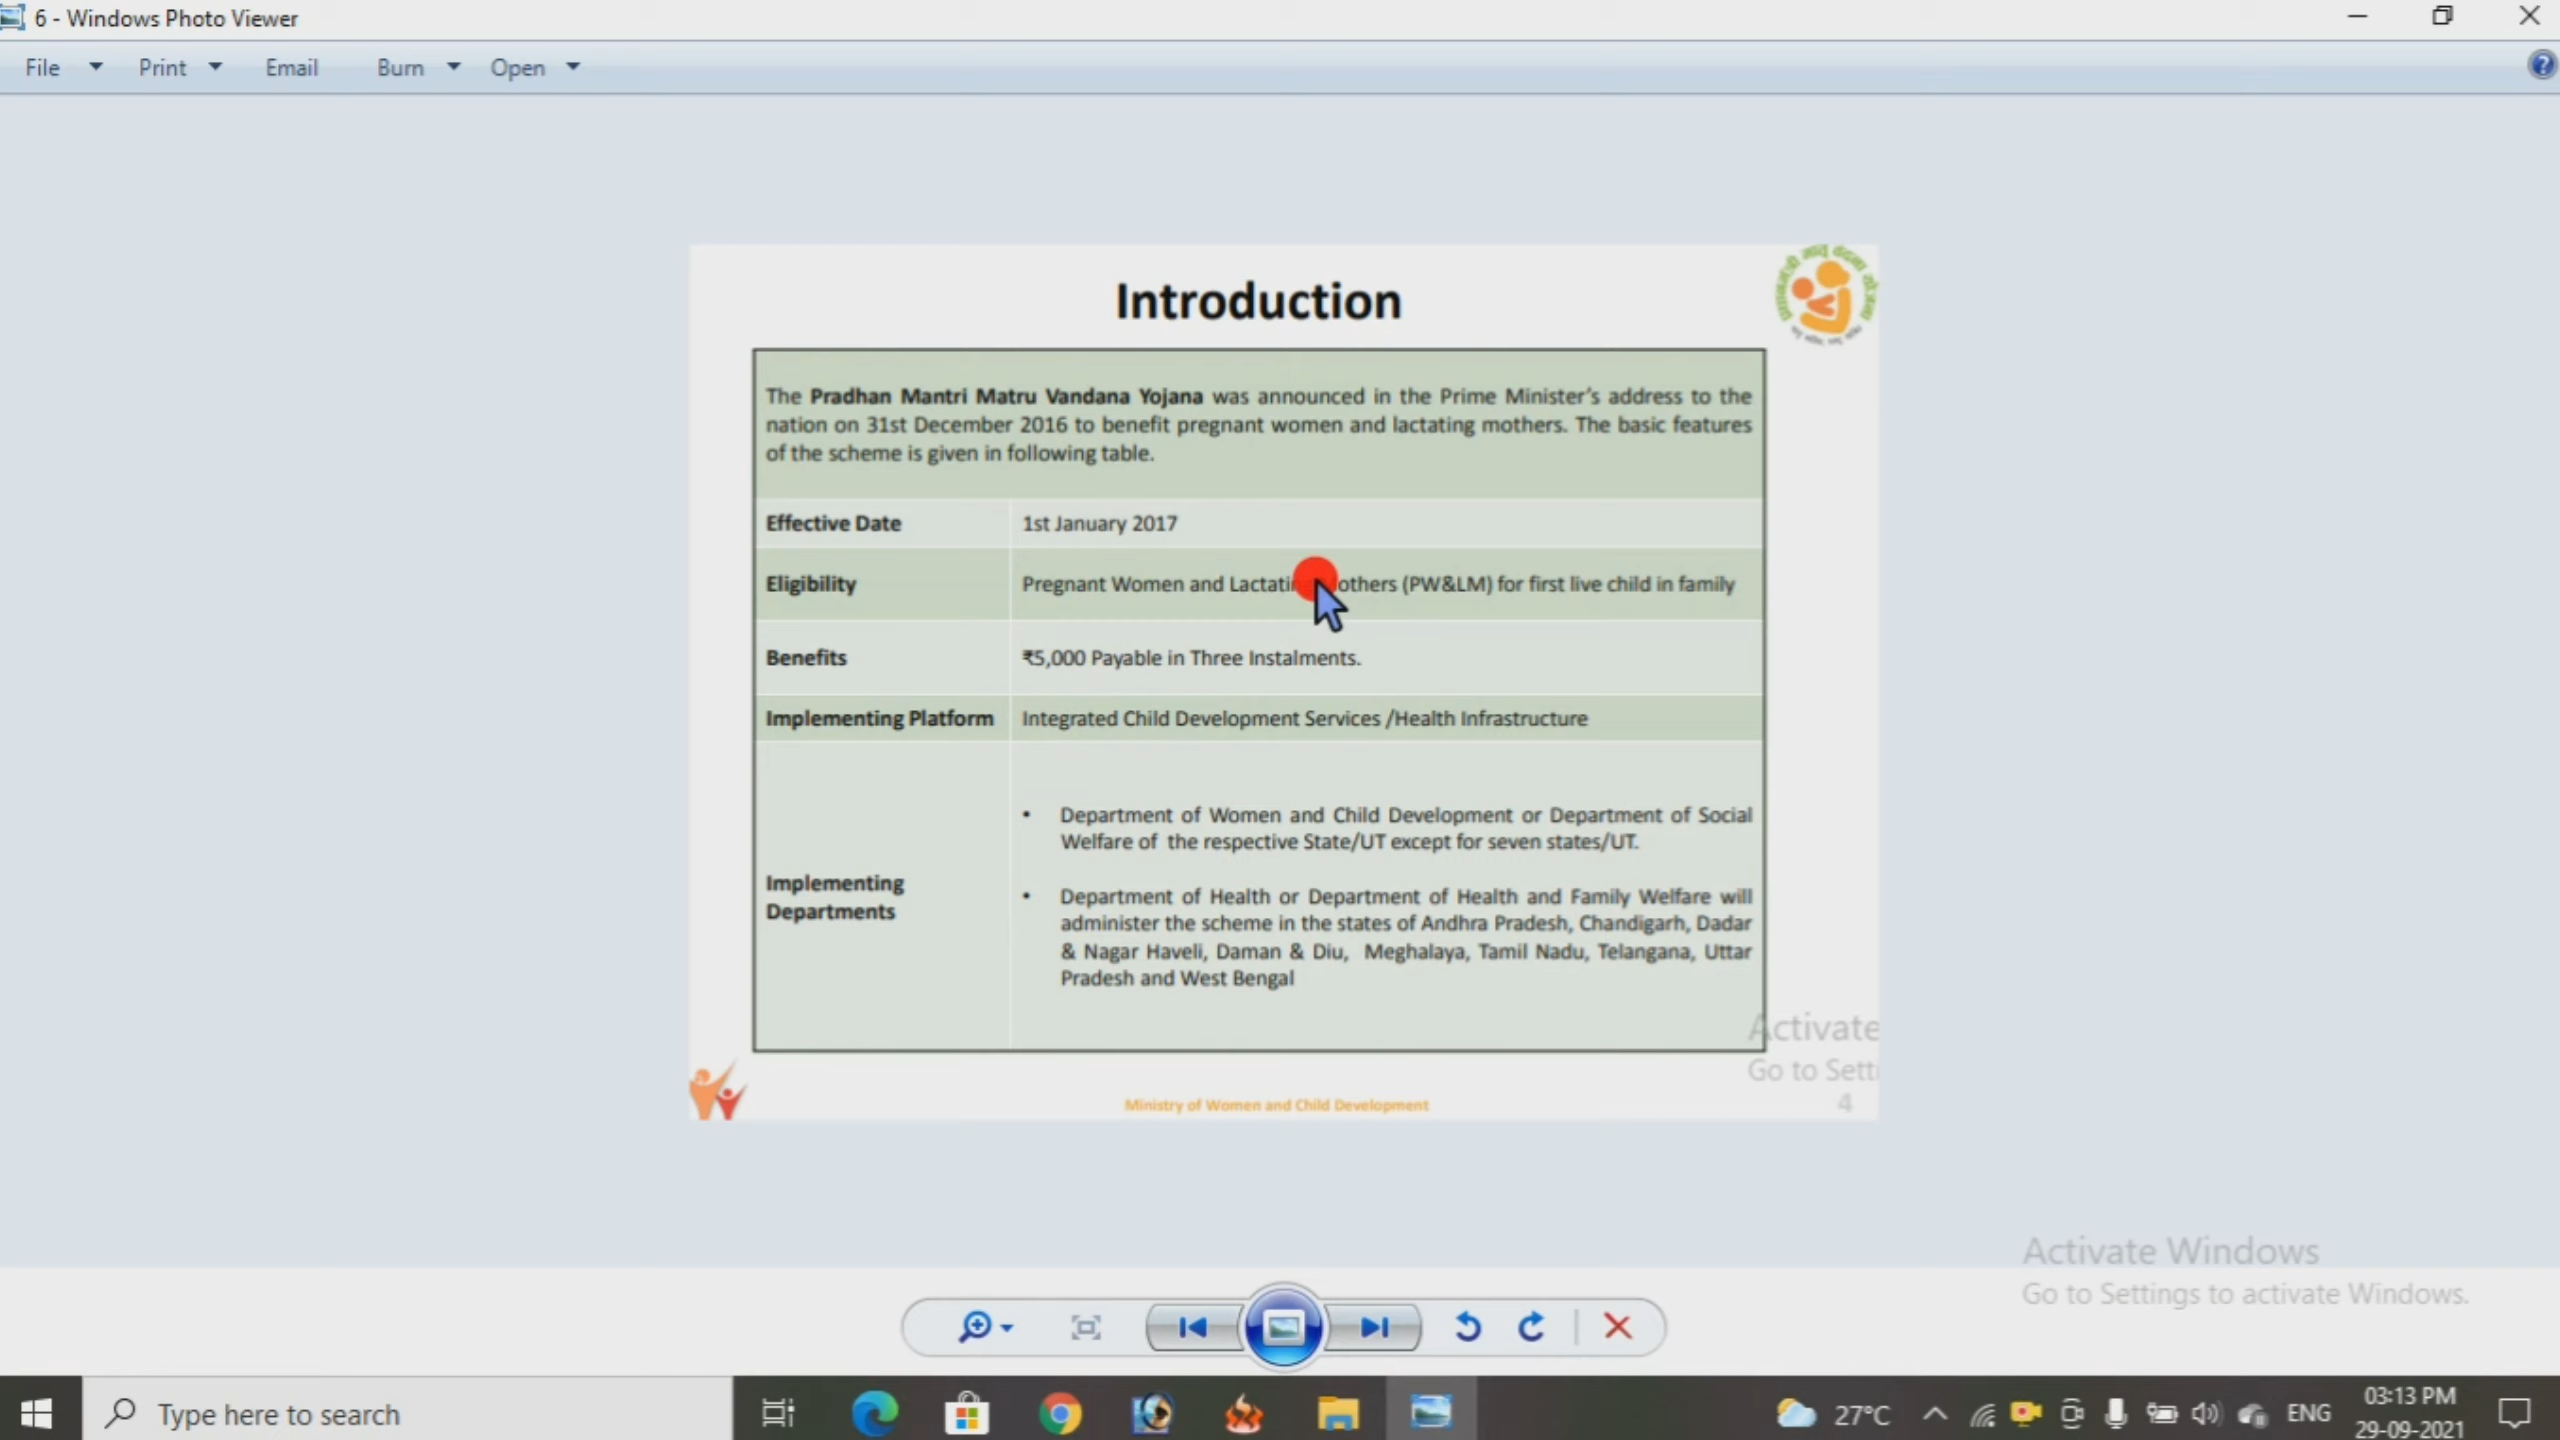 6 - Windows Photo Viewer
File Print Email Burn Open
Introduction
The Pradhan Mantri Matru Vandana Yojana was announced in the Prime Minister's address to the
nation on 31st December 2016 to benefit pregnant women and lactating mothers. The basic features
of the scheme is given in following table.
Effective Date 1st January 2017
Eligibility Pregnant Women and Lactatin others (PW&LM) for first live child in family
Benefits ₹5,000 Payable in Three Instalments.
Implementing Platform Integrated Child Development Services /Health Infrastructure
Implementing
Departments
• Department of Women and Child Development or Department of Social
Welfare of the respective State/UT except for seven states/UT.
• Department of Health or Department of Health and Family Welfare will
administer the scheme in the states of Andhra Pradesh, Chandigarh, Dadar
& Nagar Haveli, Daman & Diu, Meghalaya, Tamil Nadu, Telangana, Uttar
Pradesh and West Bengal
Activate
Go to Setti
Ministry of Women and Child Development
4
Activate Windows
Go to Settings to activate Windows.
Type here to search
27°C
ENG
03:13 PM
29-09-2021